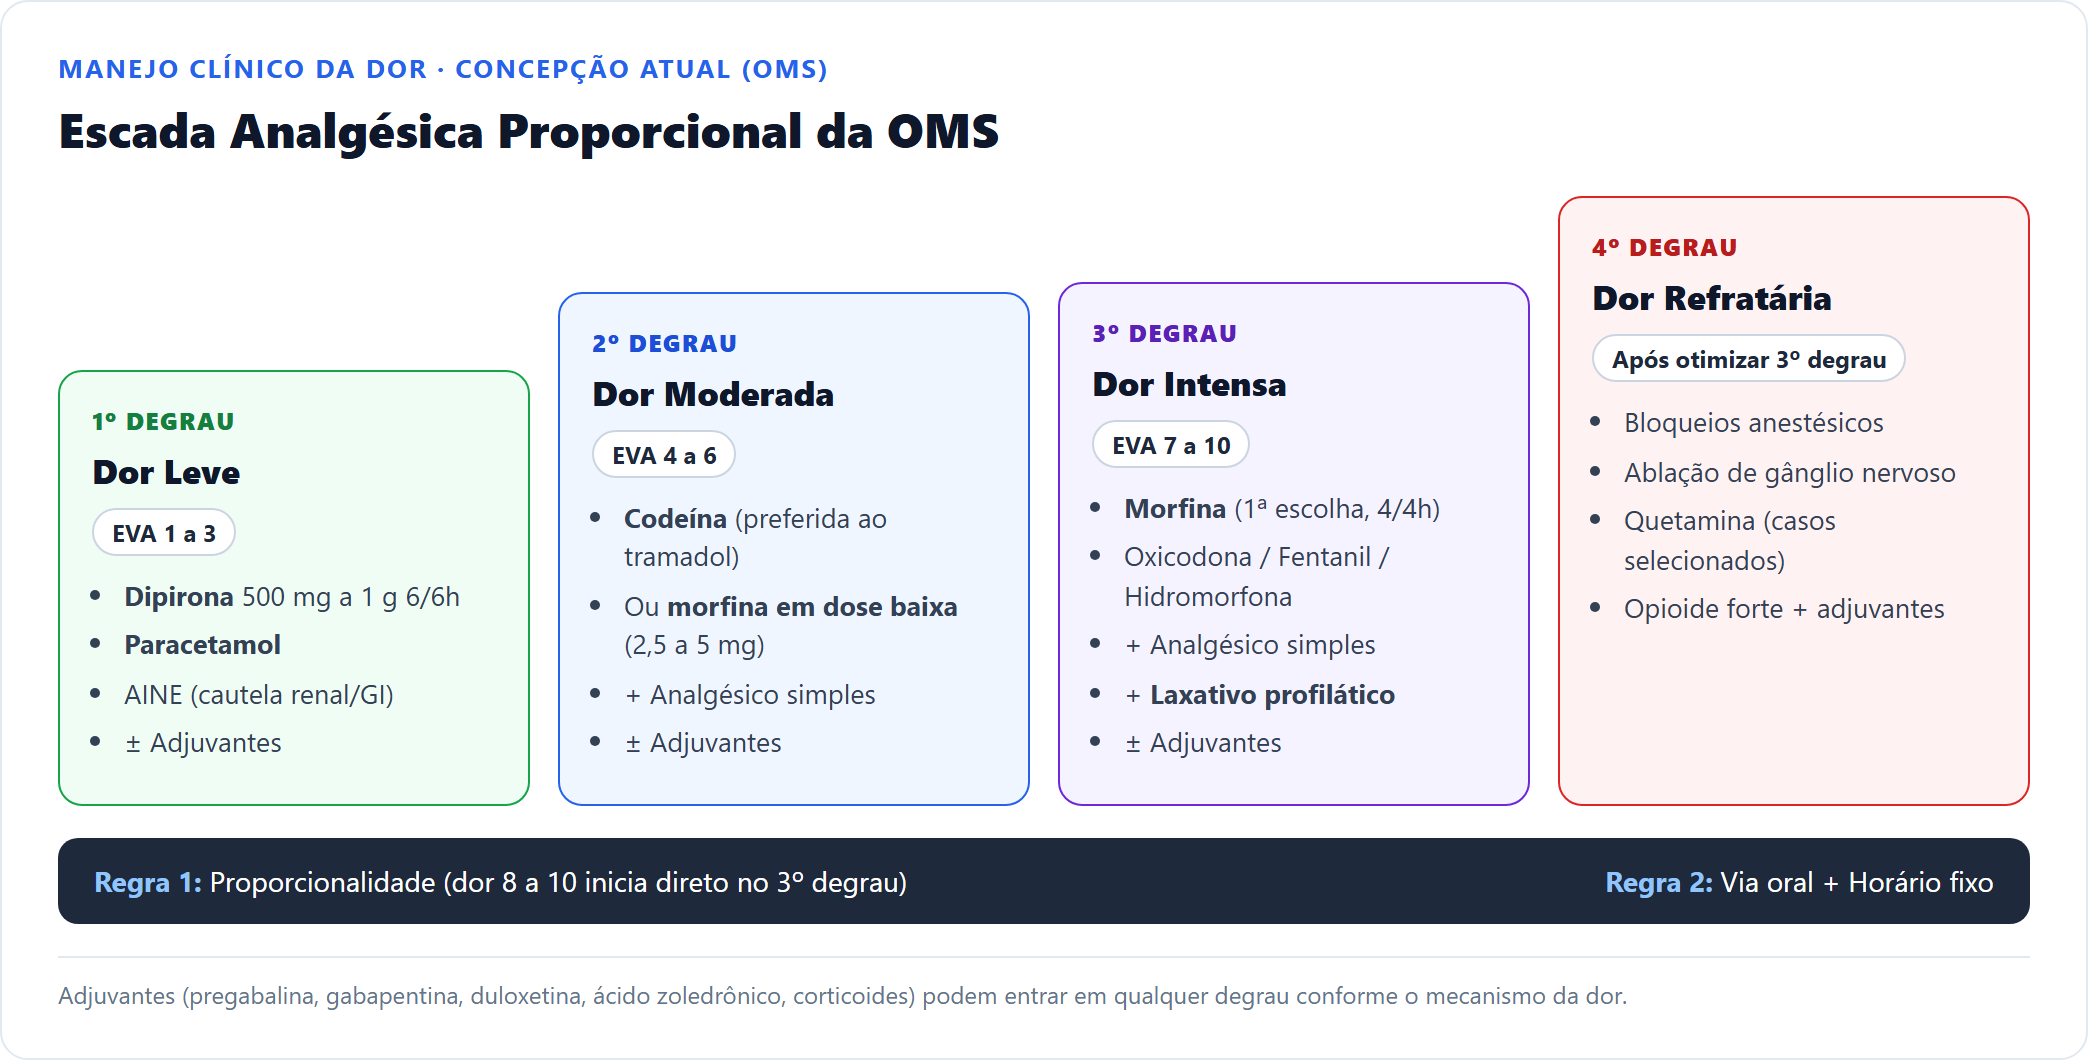 MANEJO CLÍNICO DA DOR · CONCEPÇÃO ATUAL (OMS)
Escada Analgésica Proporcional da OMS
1º DEGRAU
Dor Leve
EVA 1 a 3
• Dipirona 500 mg a 1 g 6/6h
• Paracetamol
• AINE (cautela renal/GI)
• ± Adjuvantes
2º DEGRAU
Dor Moderada
EVA 4 a 6
• Codeína (preferida ao
tramadol)
• Ou morfina em dose baixa
(2,5 a 5 mg)
• + Analgésico simples
• ± Adjuvantes
3º DEGRAU
Dor Intensa
EVA 7 a 10
• Morfina (1ª escolha, 4/4h)
• Oxicodona / Fentanil /
Hidromorfona
• + Analgésico simples
• + Laxativo profilático
• ± Adjuvantes
4º DEGRAU
Dor Refratária
Após otimizar 3º degrau
• Bloqueios anestésicos
• Ablação de gânglio nervoso
• Quetamina (casos
selecionados)
• Opioide forte + adjuvantes
Regra 1: Proporcionalidade (dor 8 a 10 inicia direto no 3º degrau)
Regra 2: Via oral + Horário fixo
Adjuvantes (pregabalina, gabapentina, duloxetina, ácido zoledrônico, corticoides) podem entrar em qualquer degrau conforme o mecanismo da dor.